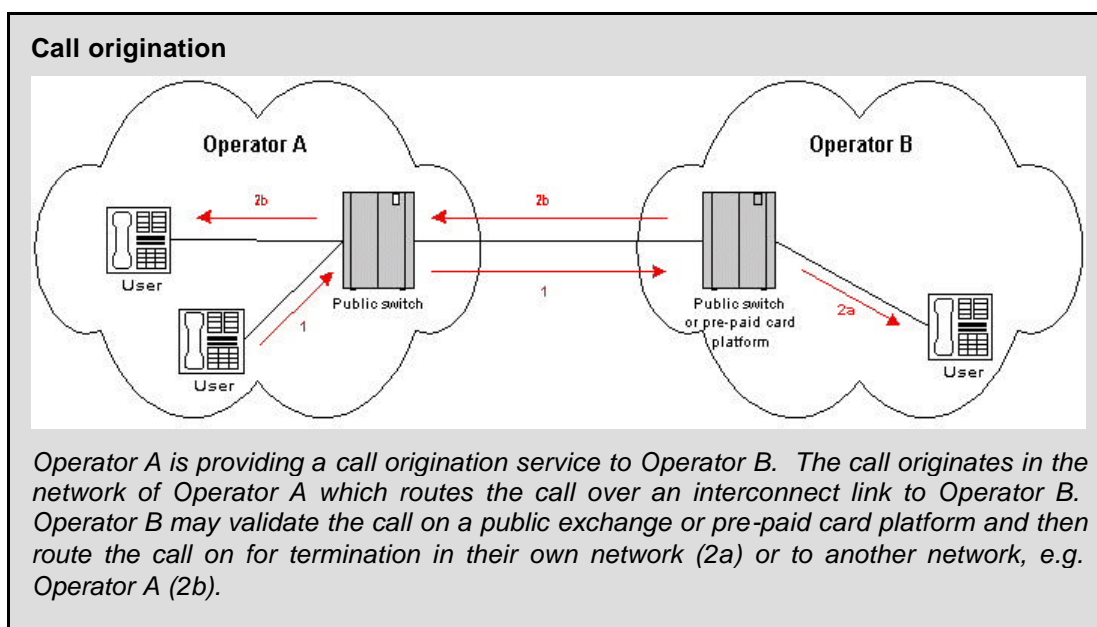 Call origination
Operator A
Operator B
2b
2b
User
Public switch
1
1
User
Public switch
or pre-paid card
platform
2a
User
Operator A is providing a call origination service to Operator B. The call originates in the
network of Operator A which routes the call over an interconnect link to Operator B.
Operator B may validate the call on a public exchange or pre-paid card platform and then
route the call on for termination in their own network (2a) or to another network, e.g.
Operator A (2b).